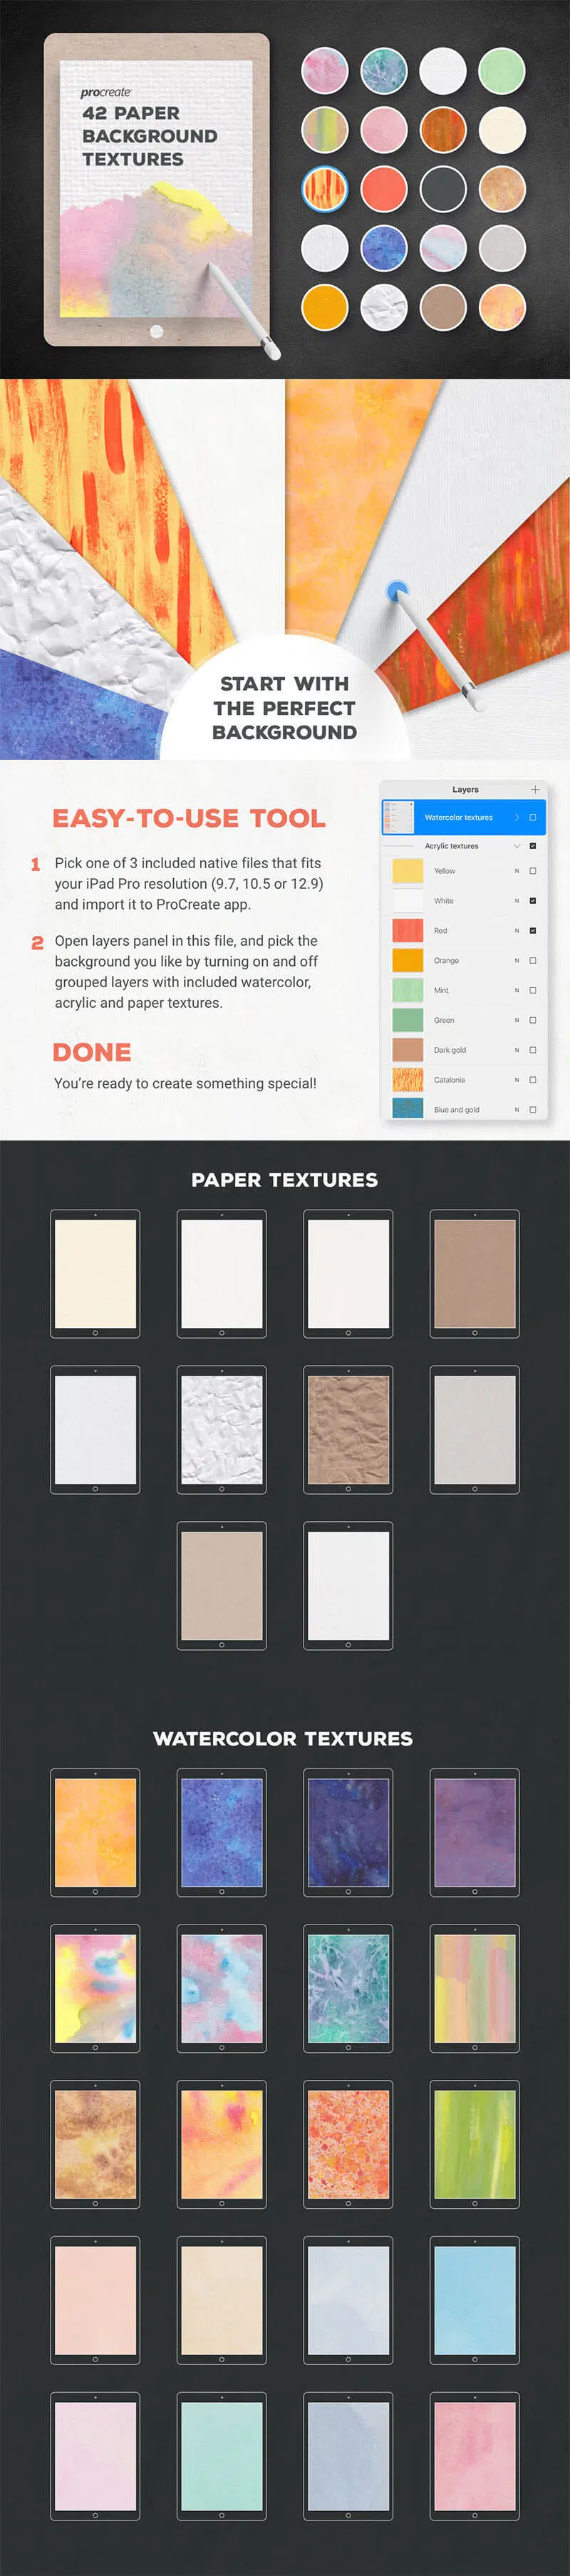 procreate
42 PAPER
BACKGROUND
TEXTURES
START WITH
THE PERFECT
BACKGROUND
EASY-TO-USE TOOL
1 Pick one of 3 included native files that fits
your iPad Pro resolution (9.7, 10.5 or 12.9)
and import it to ProCreate app.
2 Open layers panel in this file, and pick the
background you like by turning on and off
grouped layers with included watercolor,
acrylic and paper textures.
DONE
You're ready to create something special!
Layers
Watercolor textures
Acrylic textures
Yellow N
White N
Red N
Orange N
Mint N
Green N
Dark gold N
Catalonia N
Blue and gold N
PAPER TEXTURES
WATERCOLOR TEXTURES